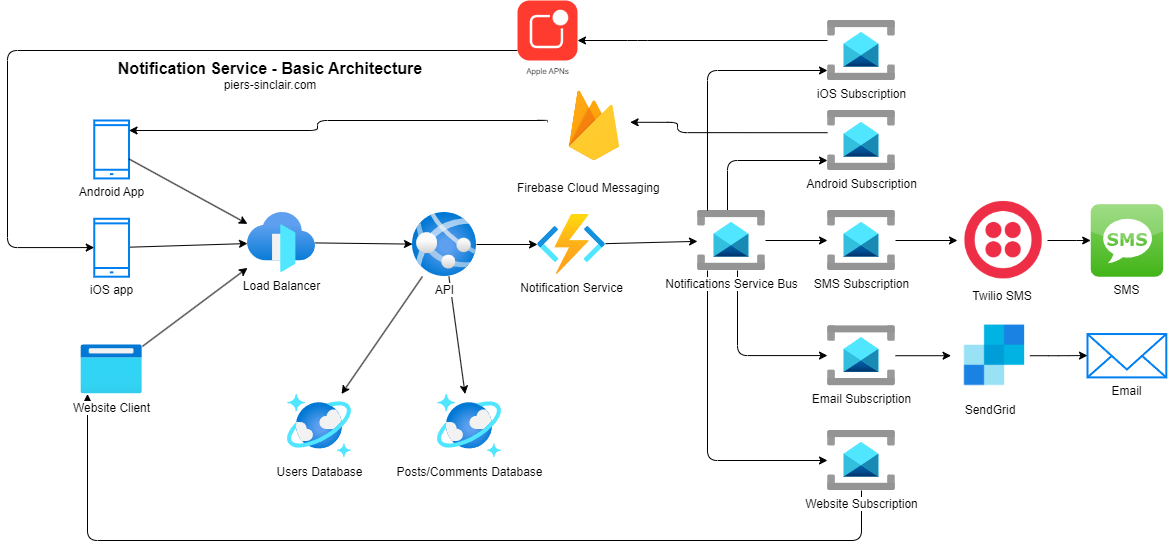 Apple APNs
Notification Service - Basic Architecture
piers-sinclair.com
iOS Subscription
Android App
Firebase Cloud Messaging
Android Subscription
iOS app
Load Balancer
API
Notification Service
Notifications Service Bus
SMS Subscription
Twilio SMS
SMS
SMS
Website Client
Email Subscription
SendGrid
Email
Users Database
Posts/Comments Database
Website Subscription